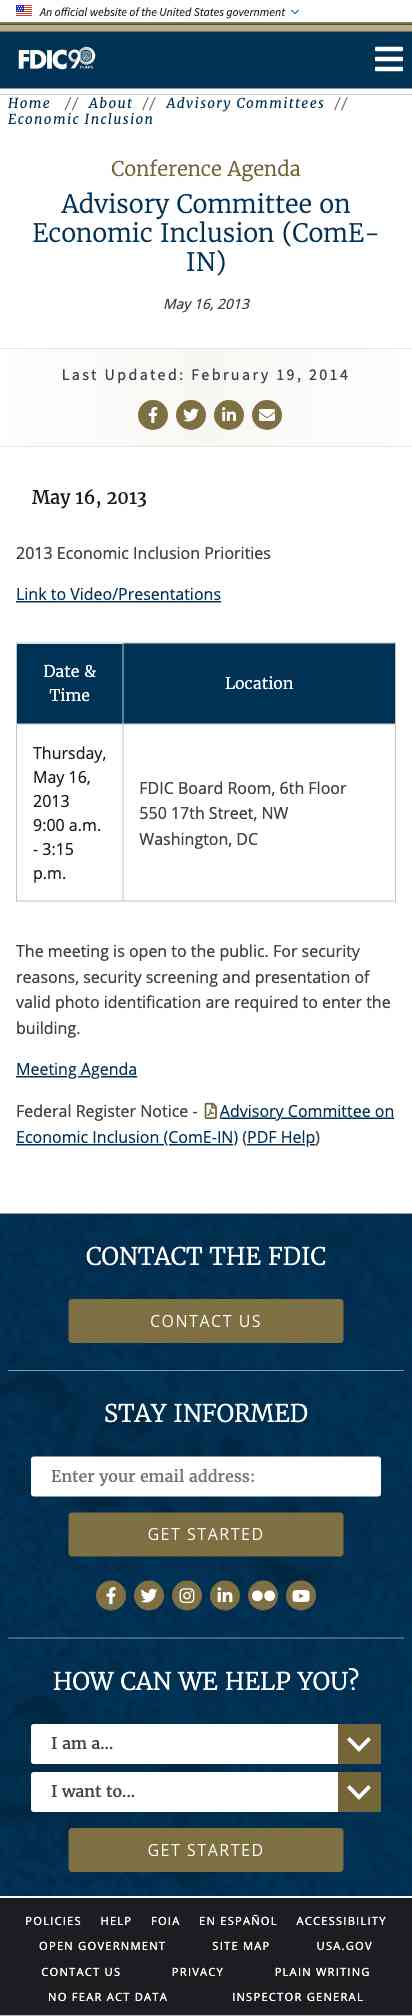 An official website of the United States government
FDIC 90
Home // About // Advisory Committees //
Economic Inclusion
Conference Agenda
Advisory Committee on
Economic Inclusion (ComE-
IN)
May 16, 2013
Last Updated: February 19, 2014
May 16, 2013
2013 Economic Inclusion Priorities
Link to Video/Presentations
Date &
Time
Location
Thursday,
May 16,
2013
9:00 a.m.
- 3:15
p.m.
FDIC Board Room, 6th Floor
550 17th Street, NW
Washington, DC
The meeting is open to the public. For security
reasons, security screening and presentation of
valid photo identification are required to enter the
building.
Meeting Agenda
Federal Register Notice - Advisory Committee on
Economic Inclusion (ComE-IN) (PDF Help)
CONTACT THE FDIC
CONTACT US
STAY INFORMED
Enter your email address:
GET STARTED
HOW CAN WE HELP YOU?
I am a...
I want to...
GET STARTED
POLICIES HELP FOIA EN ESPAÑOL ACCESSIBILITY
OPEN GOVERNMENT SITE MAP USA.GOV
CONTACT US PRIVACY PLAIN WRITING
NO FEAR ACT DATA INSPECTOR GENERAL